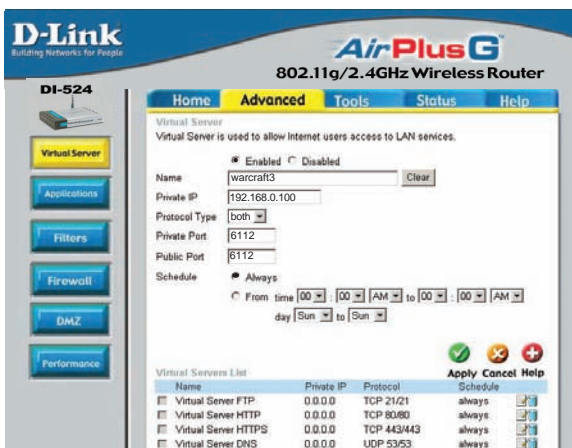 D-Link
Building Networks for People
AirPlus G
802.11g/2.4GHz Wireless Router
DI-524
Home Advanced Tools Status Help
Virtual Server
Applications
Filters
Firewall
DMZ
Performance
Virtual Server
Virtual Server is used to allow Internet users access to LAN services.
Enabled Disabled
Name warcraft3 Clear
Private IP 192.168.0.100
Protocol Type both
Private Port 6112
Public Port 6112
Schedule Always
From time 00 : 00 AM to 00 : 00 AM
day Sun to Sun
Apply Cancel Help
Virtual Servers List
Name Private IP Protocol Schedule
Virtual Server FTP 0.0.0.0 TCP 21/21 always
Virtual Server HTTP 0.0.0.0 TCP 80/80 always
Virtual Server HTTPS 0.0.0.0 TCP 443/443 always
Virtual Server DNS 0.0.0.0 UDP 53/53 always